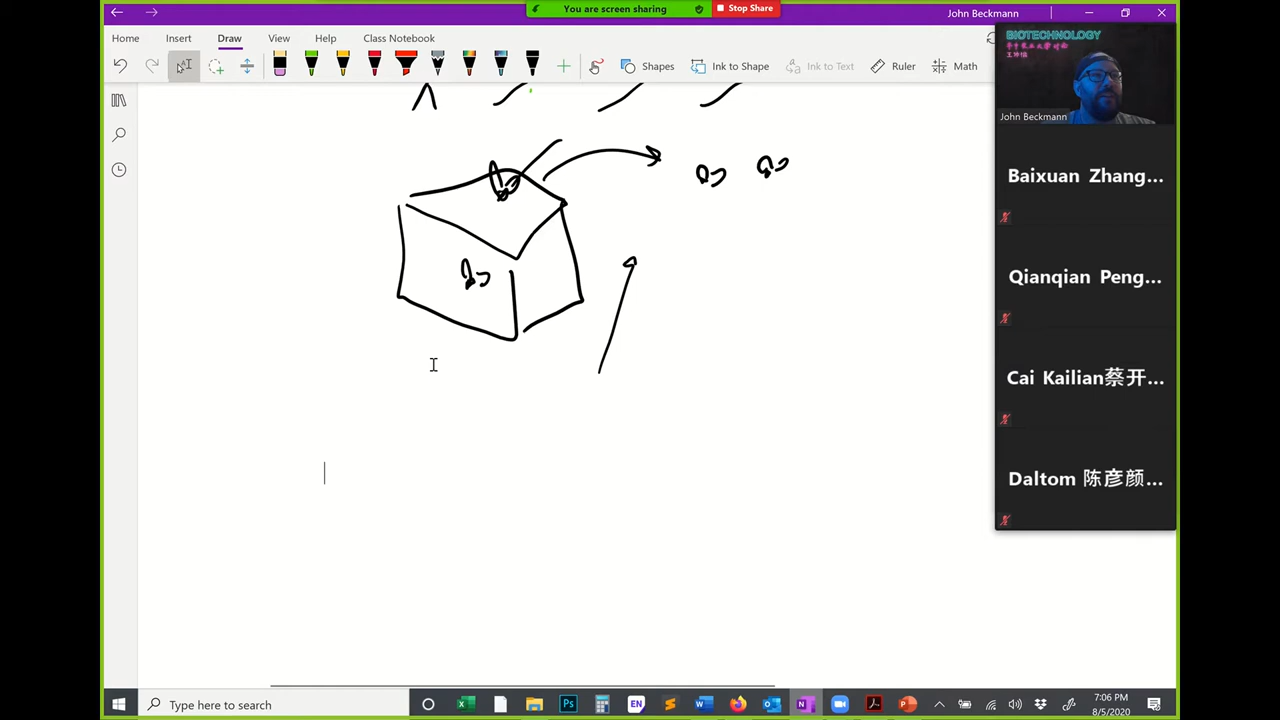 You are screen sharing
Stop Share
John Beckmann
Home Insert Draw View Help Class Notebook
Shapes Ink to Shape Ink to Text Ruler Math
BIOTECHNOLOGY
John Beckmann
Baixuan Zhang...
Qianqian Peng...
Cai Kailian蔡开...
Daltom 陈彦颜...
Type here to search
EN
7:06 PM
8/5/2020